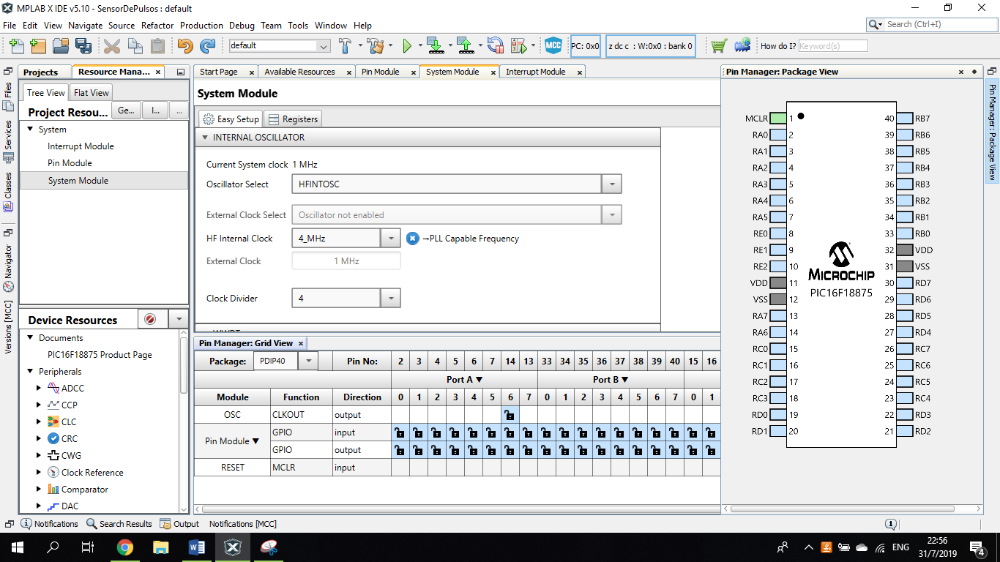 MPLAB X IDE v5.10 - SensorDePulsos : default
File Edit View Navigate Source Refactor Production Debug Team Tools Window Help
Search (Ctrl+I)
default
MCC
PC: 0x0
z dc c : W:0x0 : bank 0
How do I?
Keyword(s)
Files
Services
Classes
Navigator
Versions [MCC]
Projects
Resource Mana... ×
Tree View Flat View
Project Resou... Ge... I... ...
System
Interrupt Module
Pin Module
System Module
Device Resources
Documents
PIC16F18875 Product Page
Peripherals
ADCC
CCP
CLC
CRC
CWG
Clock Reference
Comparator
DAC
Start Page × Available Resources × Pin Module × System Module × Interrupt Module ×
System Module
Easy Setup Registers
INTERNAL OSCILLATOR
Current System clock 1 MHz
Oscillator Select HFINTOSC
External Clock Select Oscillator not enabled
HF Internal Clock 4_MHz →PLL Capable Frequency
External Clock 1 MHz
Clock Divider 4
Pin Manager: Grid View ×
Package: PDIP40 Pin No: 2 3 4 5 6 7 14 13 33 34 35 36 37 38 39 40 15 16
Port A ▼ Port B ▼
Module Function Direction 0 1 2 3 4 5 6 7 0 1 2 3 4 5 6 7 0 1
OSC CLKOUT output
Pin Module ▼ GPIO input
GPIO output
RESET MCLR input
Pin Manager: Package View ×
Pin Manager: Package View
MCLR 1 40 RB7
RA0 2 39 RB6
RA1 3 38 RB5
RA2 4 37 RB4
RA3 5 36 RB3
RA4 6 35 RB2
RA5 7 34 RB1
RE0 8 33 RB0
RE1 9 32 VDD
RE2 10 31 VSS
VDD 11 30 RD7
VSS 12 29 RD6
RA7 13 28 RD5
RA6 14 27 RD4
RC0 15 26 RC7
RC1 16 25 RC6
RC2 17 24 RC5
RC3 18 23 RC4
RD0 19 22 RD3
RD1 20 21 RD2
MICROCHIP
PIC16F18875
Notifications Search Results Output Notifications [MCC]
ENG
22:56
31/7/2019
4